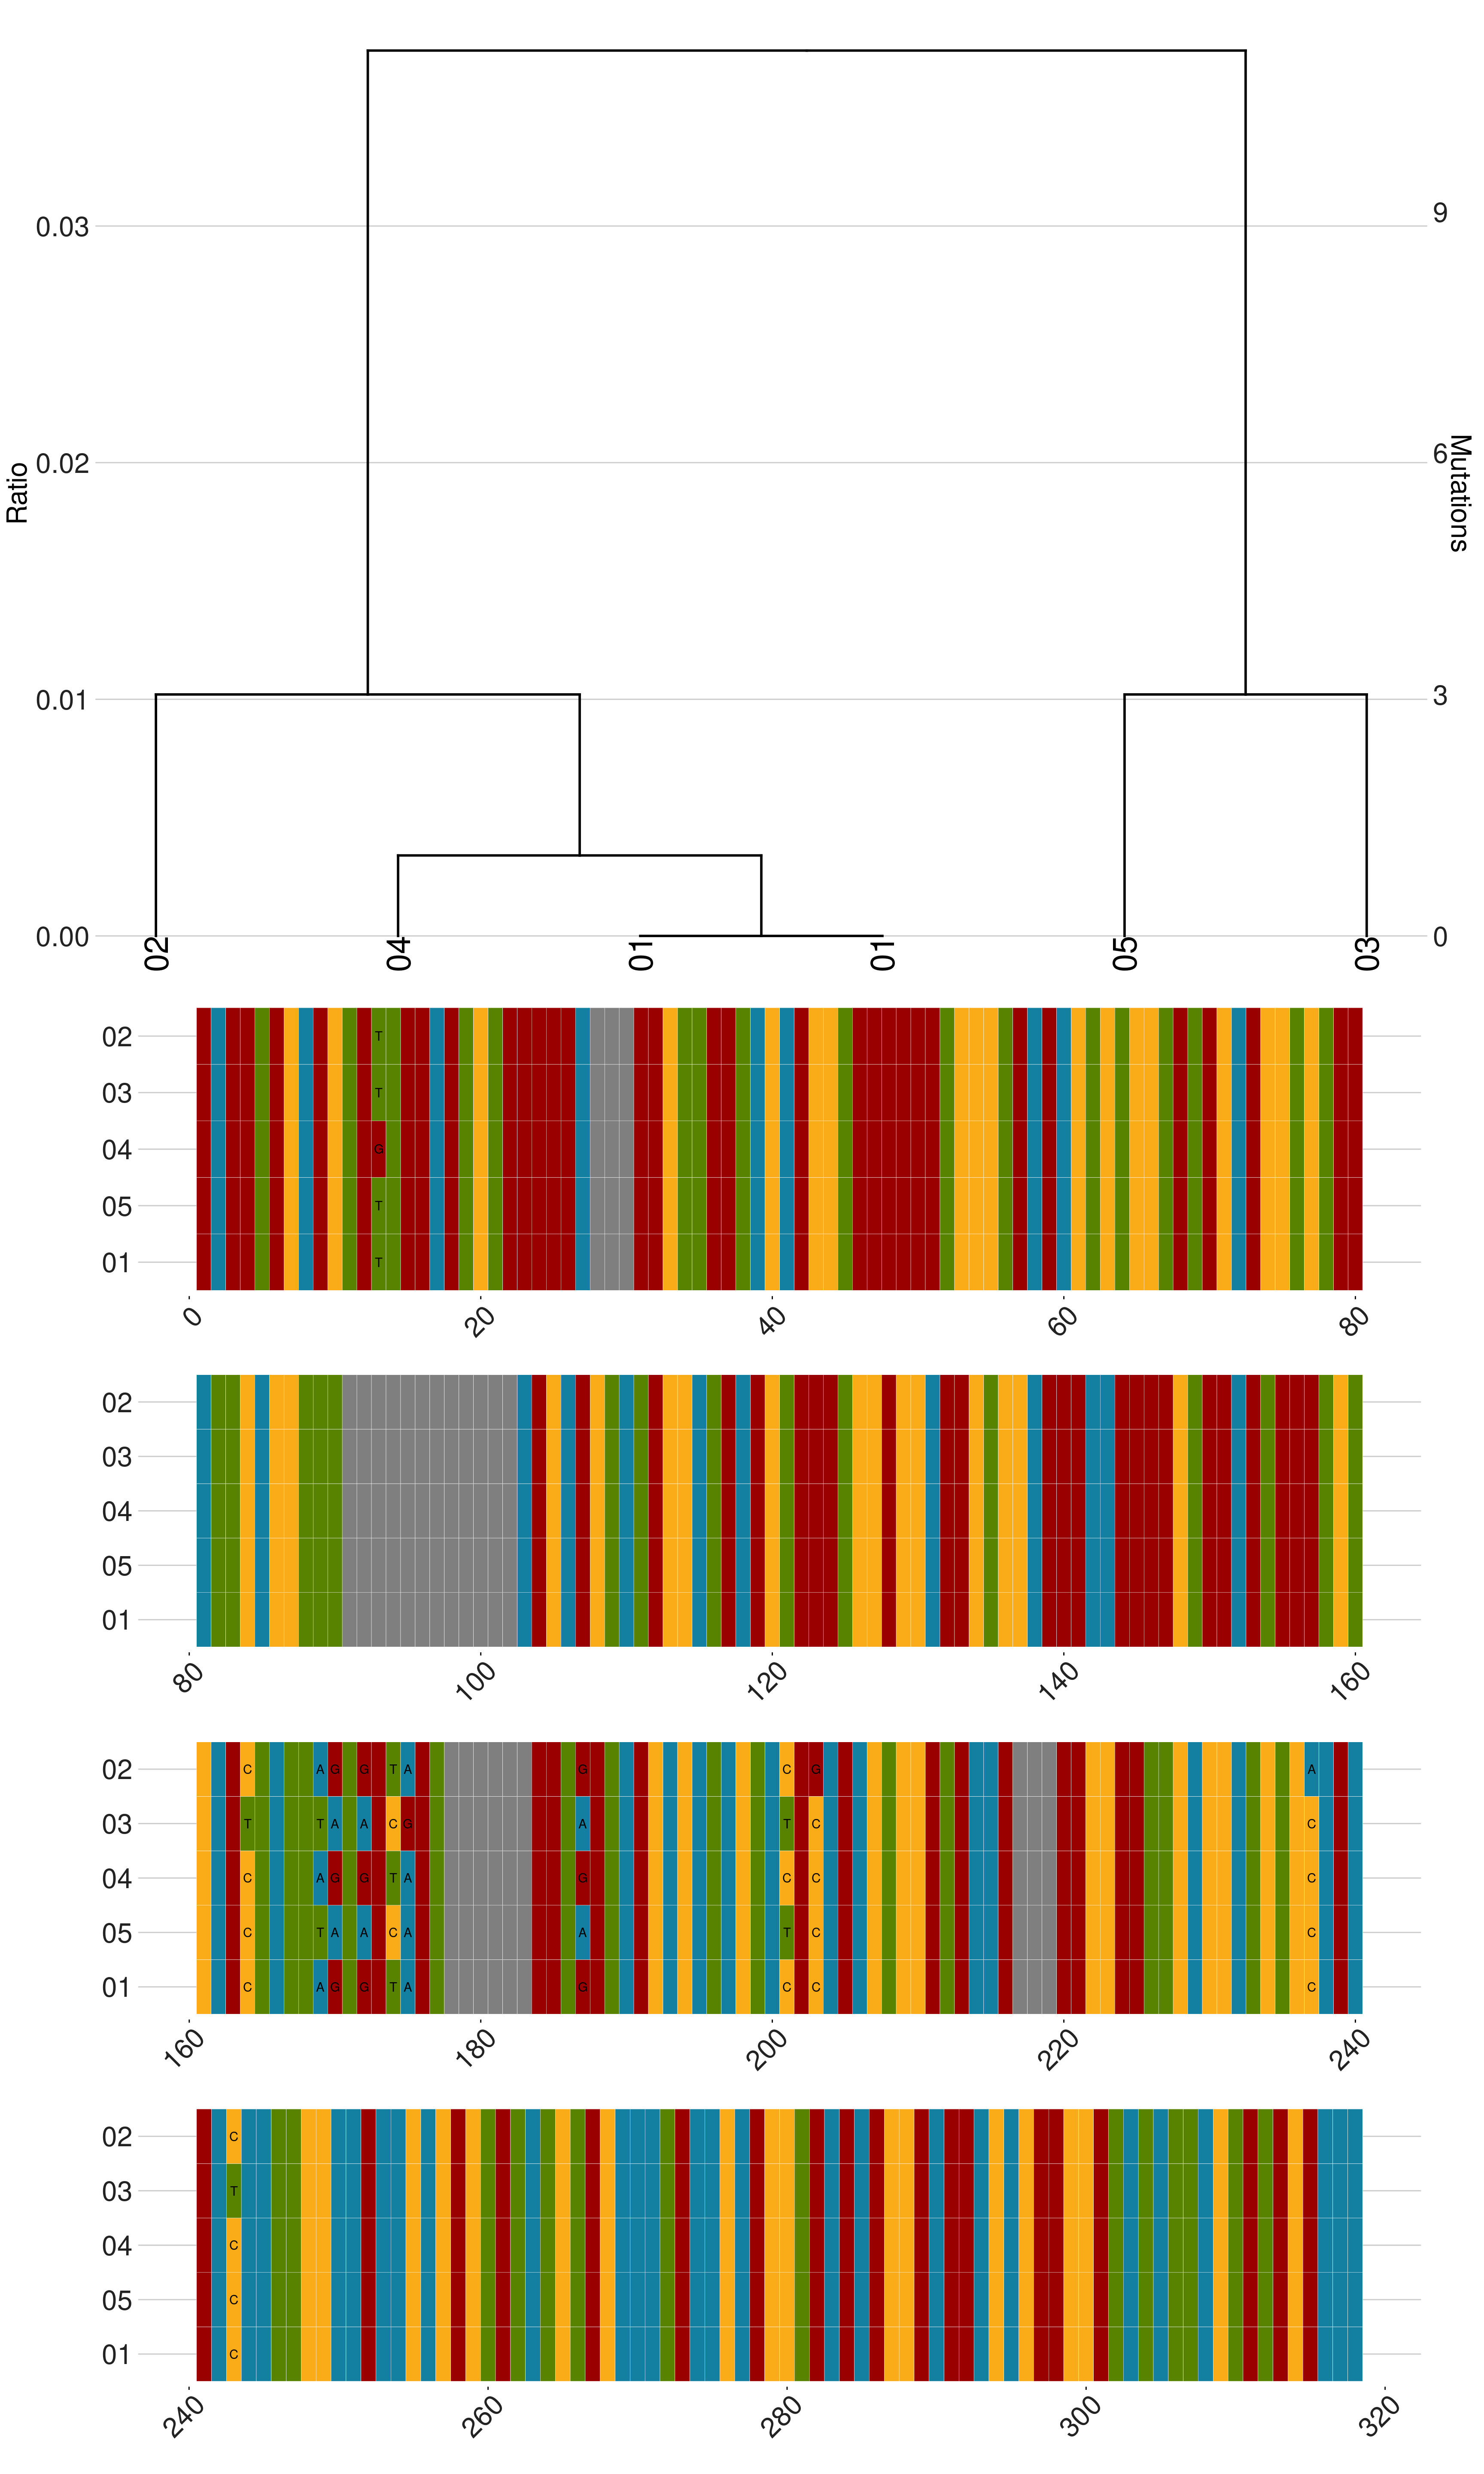 0.03
9
0.02
6
Ratio
Mutations
0.01
3
0.00
0
02 04 01 01 05 03
02 T
03 T
04 G
05 T
01 T
0 20 40 60 80
02
03
04
05
01
80 100 120 140 160
02 C A G G T A G C G A
03 T T A A C G A T C C
04 C A G G T A G C C C
05 C T A A C A A T C C
01 C A G G T A G C C C
160 180 200 220 240
02 C
03 T
04 C
05 C
01 C
240 260 280 300 320